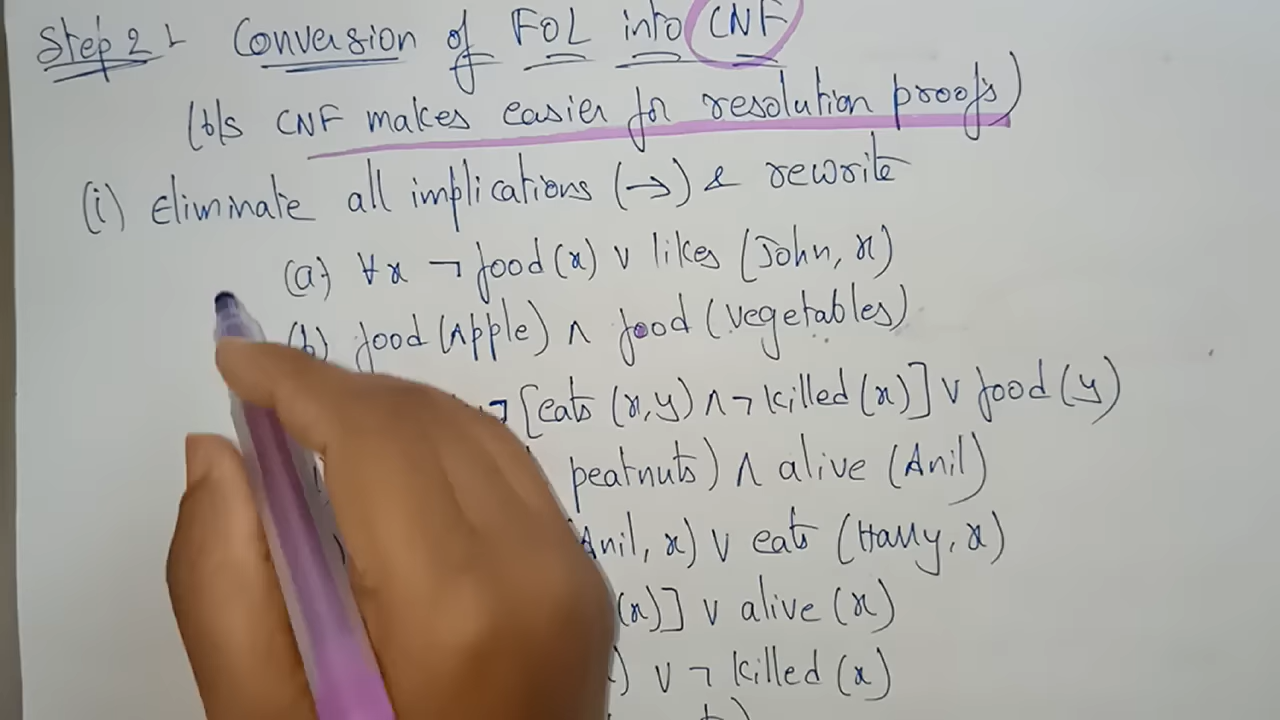 Step 2 :- Conversion of FOL into CNF
(b/s CNF makes easier for resolution proofs)
(i) Eliminate all implications (→) & rewrite
(a) ∀x ¬ food(x) ∨ likes (John, x)
(b) food (Apple) ∧ food (vegetables)
¬ [eats (x,y) ∧ ¬ killed (x)] ∨ food (y)
peatnuts) ∧ alive (Anil)
Anil, x) ∨ eats (Harry, x)
(x)] ∨ alive (x)
) ∨ ¬ killed (x)